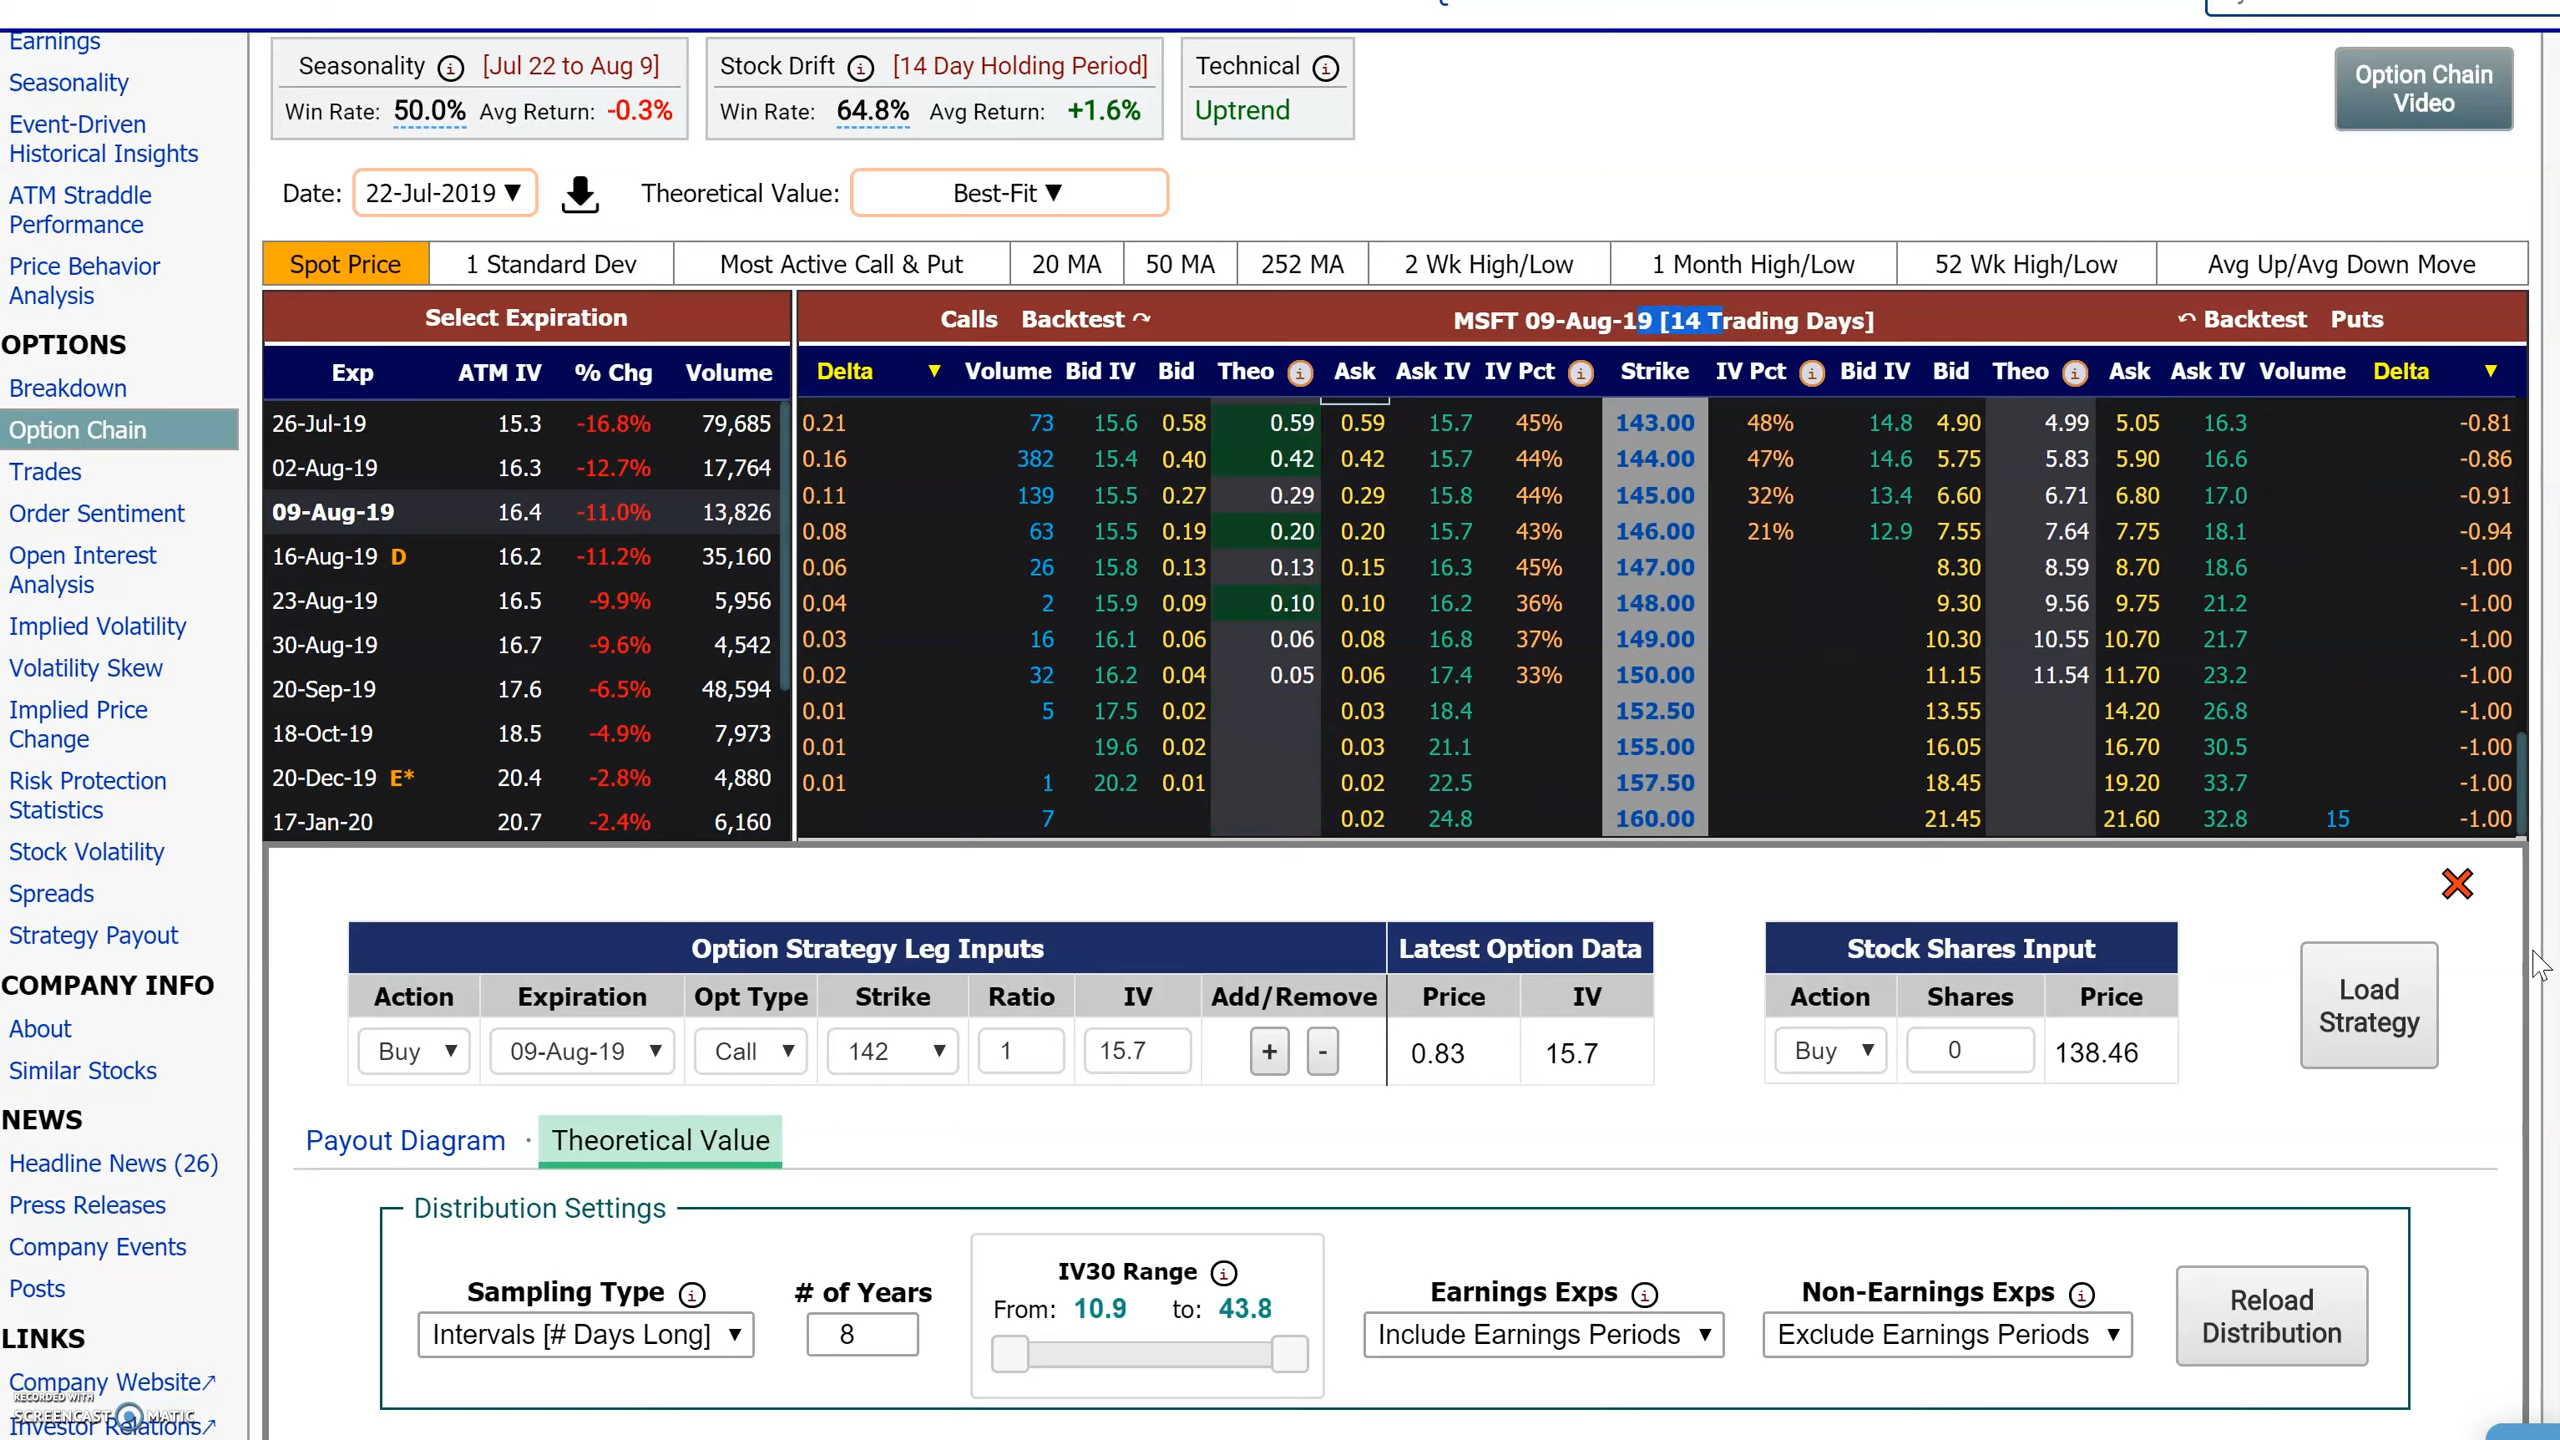 Earnings
Seasonality
Event-Driven
Historical Insights
ATM Straddle
Performance
Price Behavior
Analysis
OPTIONS
Breakdown
Option Chain
Trades
Order Sentiment
Open Interest
Analysis
Implied Volatility
Volatility Skew
Implied Price
Change
Risk Protection
Statistics
Stock Volatility
Spreads
Strategy Payout
COMPANY INFO
About
Similar Stocks
NEWS
Headline News (26)
Press Releases
Company Events
Posts
LINKS
Company Website
RECORDED WITH
SCREENCAST MATIC
Investor Relations
Seasonality [Jul 22 to Aug 9]
Win Rate: 50.0% Avg Return: -0.3%
Stock Drift [14 Day Holding Period]
Win Rate: 64.8% Avg Return: +1.6%
Technical
Uptrend
Option Chain
Video
Date: 22-Jul-2019 ▼ Theoretical Value: Best-Fit ▼
Spot Price 1 Standard Dev Most Active Call & Put 20 MA 50 MA 252 MA 2 Wk High/Low 1 Month High/Low 52 Wk High/Low Avg Up/Avg Down Move
Select Expiration
Exp ATM IV % Chg Volume
26-Jul-19 15.3 -16.8% 79,685
02-Aug-19 16.3 -12.7% 17,764
09-Aug-19 16.4 -11.0% 13,826
16-Aug-19 D 16.2 -11.2% 35,160
23-Aug-19 16.5 -9.9% 5,956
30-Aug-19 16.7 -9.6% 4,542
20-Sep-19 17.6 -6.5% 48,594
18-Oct-19 18.5 -4.9% 7,973
20-Dec-19 E* 20.4 -2.8% 4,880
17-Jan-20 20.7 -2.4% 6,160
Calls Backtest MSFT 09-Aug-19 [14 Trading Days] Backtest Puts
Delta ▼ Volume Bid IV Bid Theo Ask Ask IV IV Pct Strike IV Pct Bid IV Bid Theo Ask Ask IV Volume Delta ▼
0.21 73 15.6 0.58 0.59 0.59 15.7 45% 143.00 48% 14.8 4.90 4.99 5.05 16.3 -0.81
0.16 382 15.4 0.40 0.42 0.42 15.7 44% 144.00 47% 14.6 5.75 5.83 5.90 16.6 -0.86
0.11 139 15.5 0.27 0.29 0.29 15.8 44% 145.00 32% 13.4 6.60 6.71 6.80 17.0 -0.91
0.08 63 15.5 0.19 0.20 0.20 15.7 43% 146.00 21% 12.9 7.55 7.64 7.75 18.1 -0.94
0.06 26 15.8 0.13 0.13 0.15 16.3 45% 147.00 8.30 8.59 8.70 18.6 -1.00
0.04 2 15.9 0.09 0.10 0.10 16.2 36% 148.00 9.30 9.56 9.75 21.2 -1.00
0.03 16 16.1 0.06 0.06 0.08 16.8 37% 149.00 10.30 10.55 10.70 21.7 -1.00
0.02 32 16.2 0.04 0.05 0.06 17.4 33% 150.00 11.15 11.54 11.70 23.2 -1.00
0.01 5 17.5 0.02 0.03 18.4 152.50 13.55 14.20 26.8 -1.00
0.01 19.6 0.02 0.03 21.1 155.00 16.05 16.70 30.5 -1.00
0.01 1 20.2 0.01 0.02 22.5 157.50 18.45 19.20 33.7 -1.00
7 0.02 24.8 160.00 21.45 21.60 32.8 15 -1.00
Option Strategy Leg Inputs Latest Option Data
Action Expiration Opt Type Strike Ratio IV Add/Remove Price IV
Buy ▼ 09-Aug-19 ▼ Call ▼ 142 ▼ 1 15.7 + - 0.83 15.7
Stock Shares Input
Action Shares Price
Buy ▼ 0 138.46
Load
Strategy
Payout Diagram · Theoretical Value
Distribution Settings
Sampling Type
Intervals [# Days Long] ▼
# of Years
8
IV30 Range
From: 10.9 to: 43.8
Earnings Exps
Include Earnings Periods ▼
Non-Earnings Exps
Exclude Earnings Periods ▼
Reload
Distribution